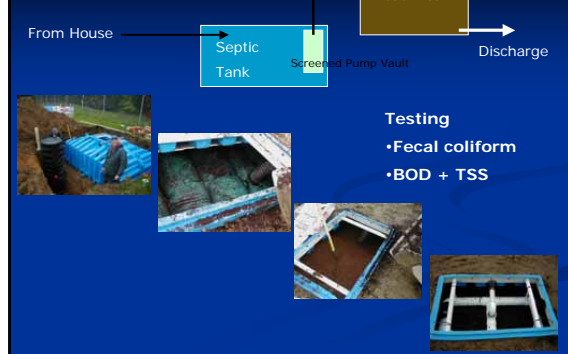 From House
Septic
Tank
Screened Pump Vault
Discharge
Testing
•Fecal coliform
•BOD + TSS